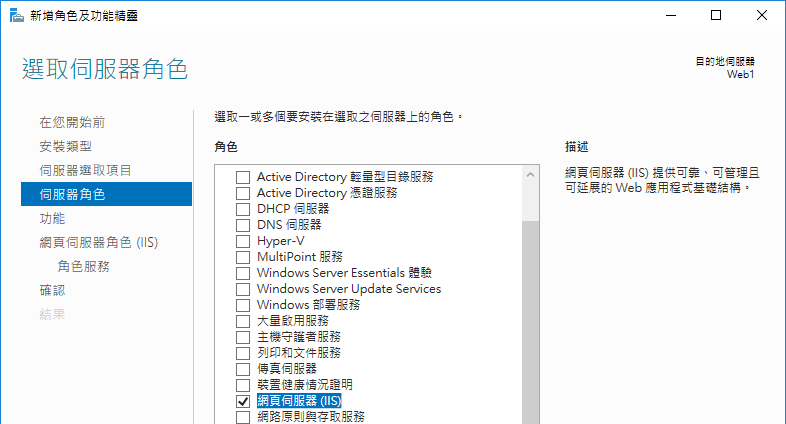 新增角色及功能精靈
選取伺服器角色
目的地伺服器
Web1
在您開始前
安裝類型
伺服器選取項目
伺服器角色
功能
網頁伺服器角色 (IIS)
角色服務
確認
結果
選取一或多個要安裝在選取之伺服器上的角色。
角色
Active Directory 輕量型目錄服務
Active Directory 憑證服務
DHCP 伺服器
DNS 伺服器
Hyper-V
MultiPoint 服務
Windows Server Essentials 體驗
Windows Server Update Services
Windows 部署服務
大量啟用服務
主機守護者服務
列印和文件服務
傳真伺服器
裝置健康情況證明
網頁伺服器 (IIS)
網路原則與存取服務
描述
網頁伺服器 (IIS) 提供可靠、可管理且
可延展的 Web 應用程式基礎結構。